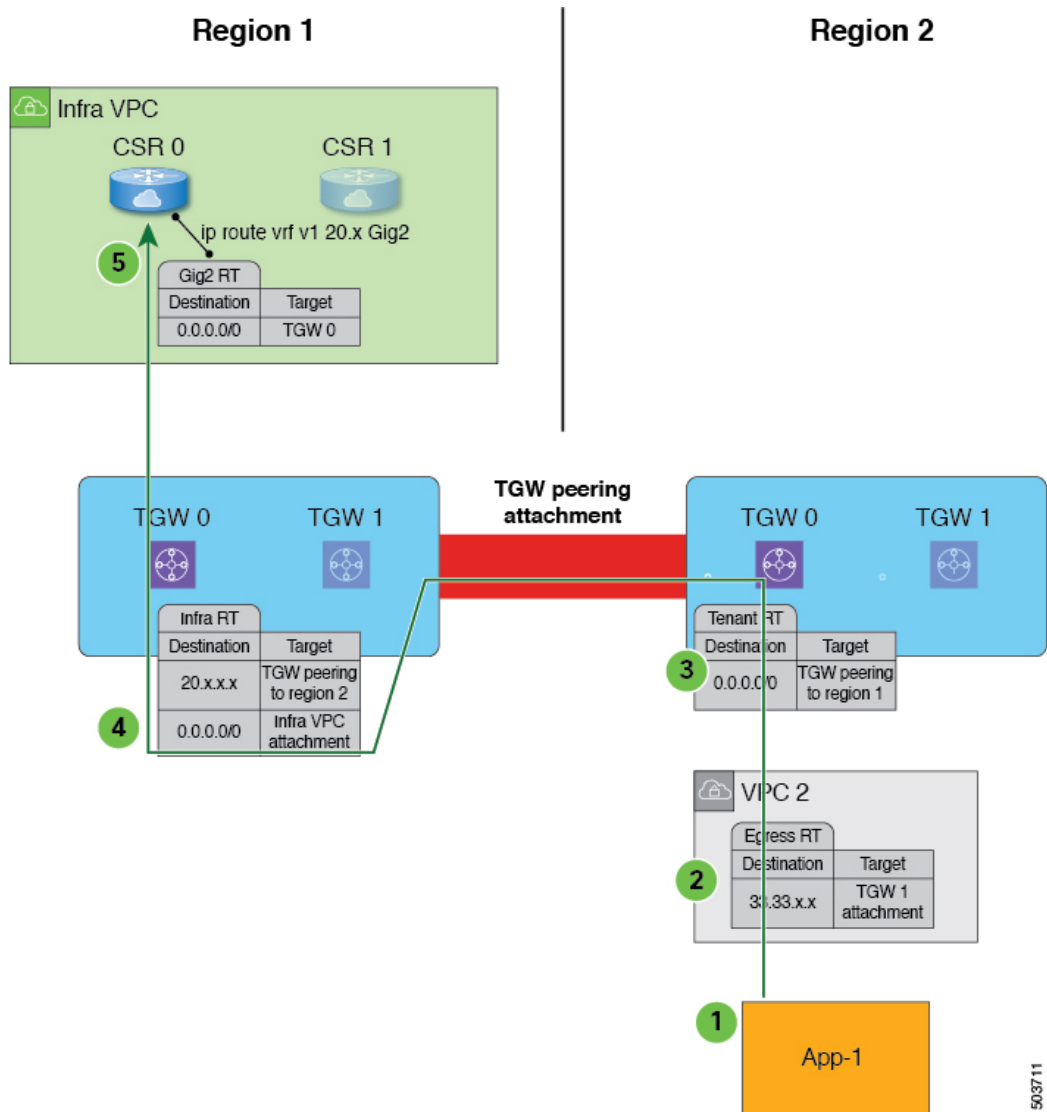 Region 1
Region 2
Infra VPC
CSR 0
CSR 1
ip route vrf v1 20.x Gig2
5
Gig2 RT
Destination Target
0.0.0.0/0 TGW 0
TGW peering
attachment
TGW 0
TGW 1
TGW 0
TGW 1
Infra RT
Destination Target
20.x.x.x TGW peering
to region 2
0.0.0.0/0 Infra VPC
attachment
4
Tenant RT
Destination Target
3
0.0.0.0/0 TGW peering
to region 1
VPC 2
Egress RT
Destination Target
2
33.33.x.x TGW 1
attachment
1
App-1
503711